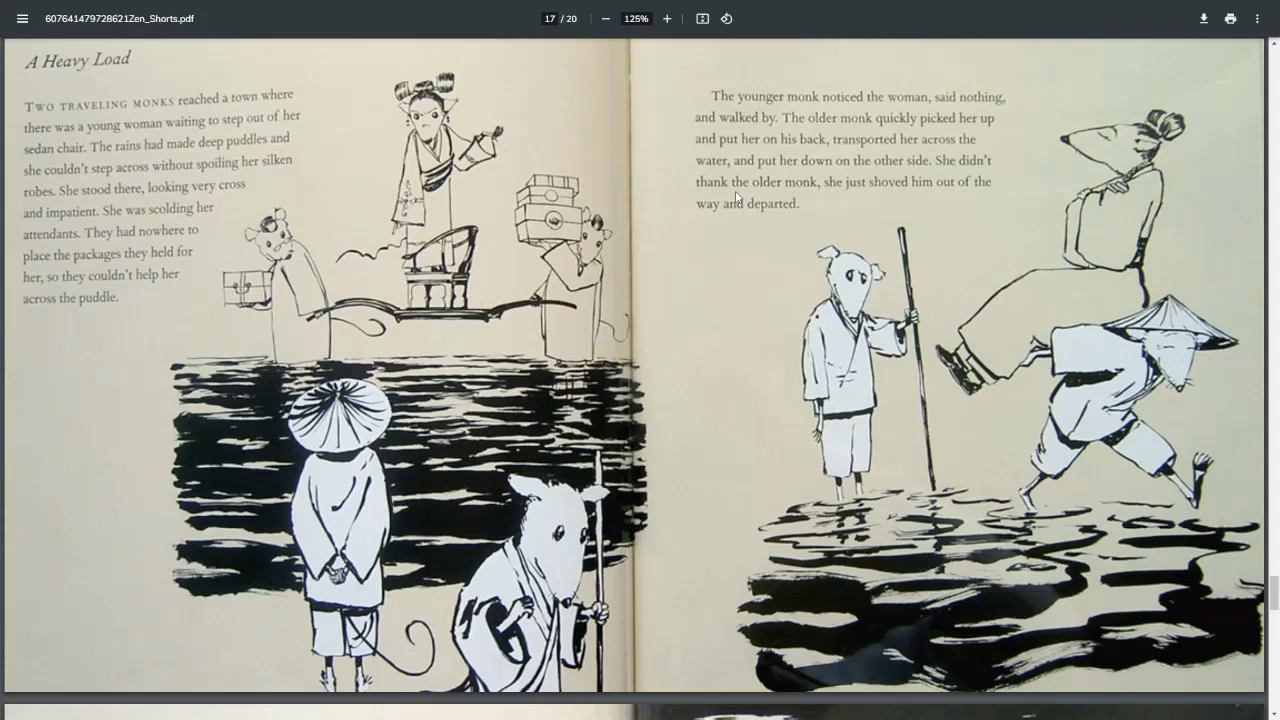 607641479728621Zen_Shorts.pdf
17 / 20
125%
A Heavy Load
TWO TRAVELING MONKS reached a town where
there was a young woman waiting to step out of her
sedan chair. The rains had made deep puddles and
she couldn't step across without spoiling her silken
robes. She stood there, looking very cross
and impatient. She was scolding her
attendants. They had nowhere to
place the packages they held for
her, so they couldn't help her
across the puddle.
The younger monk noticed the woman, said nothing,
and walked by. The older monk quickly picked her up
and put her on his back, transported her across the
water, and put her down on the other side. She didn't
thank the older monk, she just shoved him out of the
way and departed.